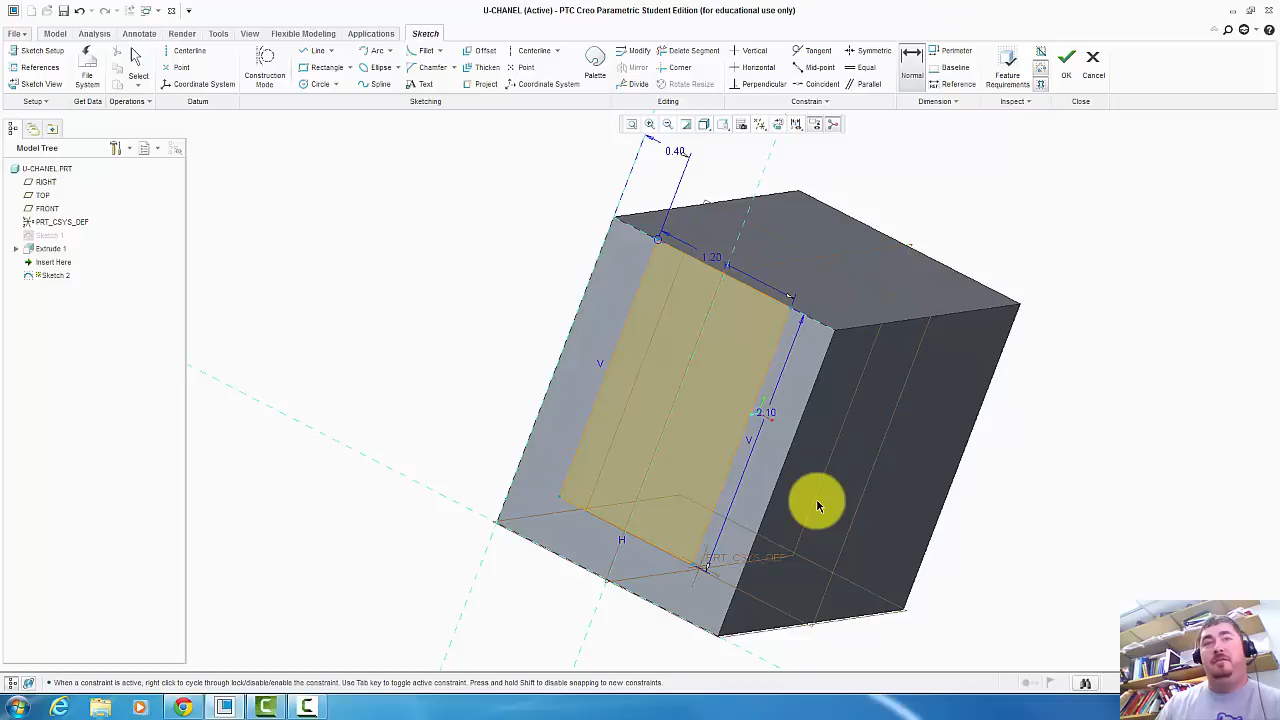 U-CHANEL (Active) - PTC Creo Parametric Student Edition (for educational use only)
File Model Analysis Annotate Render Tools View Flexible Modeling Applications Sketch
Sketch Setup
References
Sketch View
Setup
File System
Get Data
Select
Operations
Centerline
Point
Coordinate System
Datum
Construction Mode
Line Arc Fillet Offset Centerline
Rectangle Ellipse Chamfer Thicken Point
Circle Spline Text Project Coordinate System
Palette
Sketching
Modify Delete Segment
Mirror Corner
Divide Rotate Resize
Editing
Vertical Tangent Symmetric
Horizontal Mid-point Equal
Perpendicular Coincident Parallel
Constrain
Normal
Perimeter
Baseline
Reference
Dimension
Feature Requirements
Inspect
OK
Cancel
Close
Model Tree
U-CHANEL.PRT
RIGHT
TOP
FRONT
PRT_CSYS_DEF
Sketch 1
Extrude 1
Insert Here
Sketch 2
0.40
1.20
V
2.10
V
H
PRT_CSYS_DEF
When a constraint is active, right click to cycle through lock/disable/enable the constraint. Use Tab key to toggle active constraint. Press and hold Shift to disable snapping to new constraints.